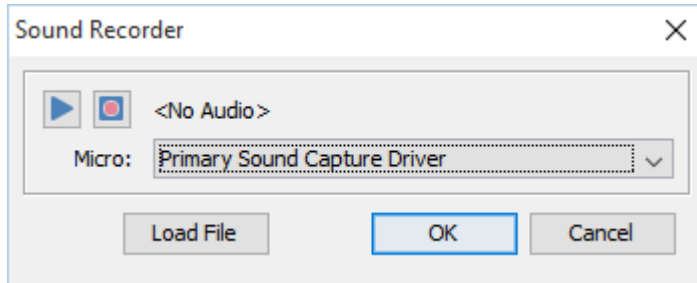 Sound Recorder
<No Audio>
Micro: Primary Sound Capture Driver
Load File OK Cancel